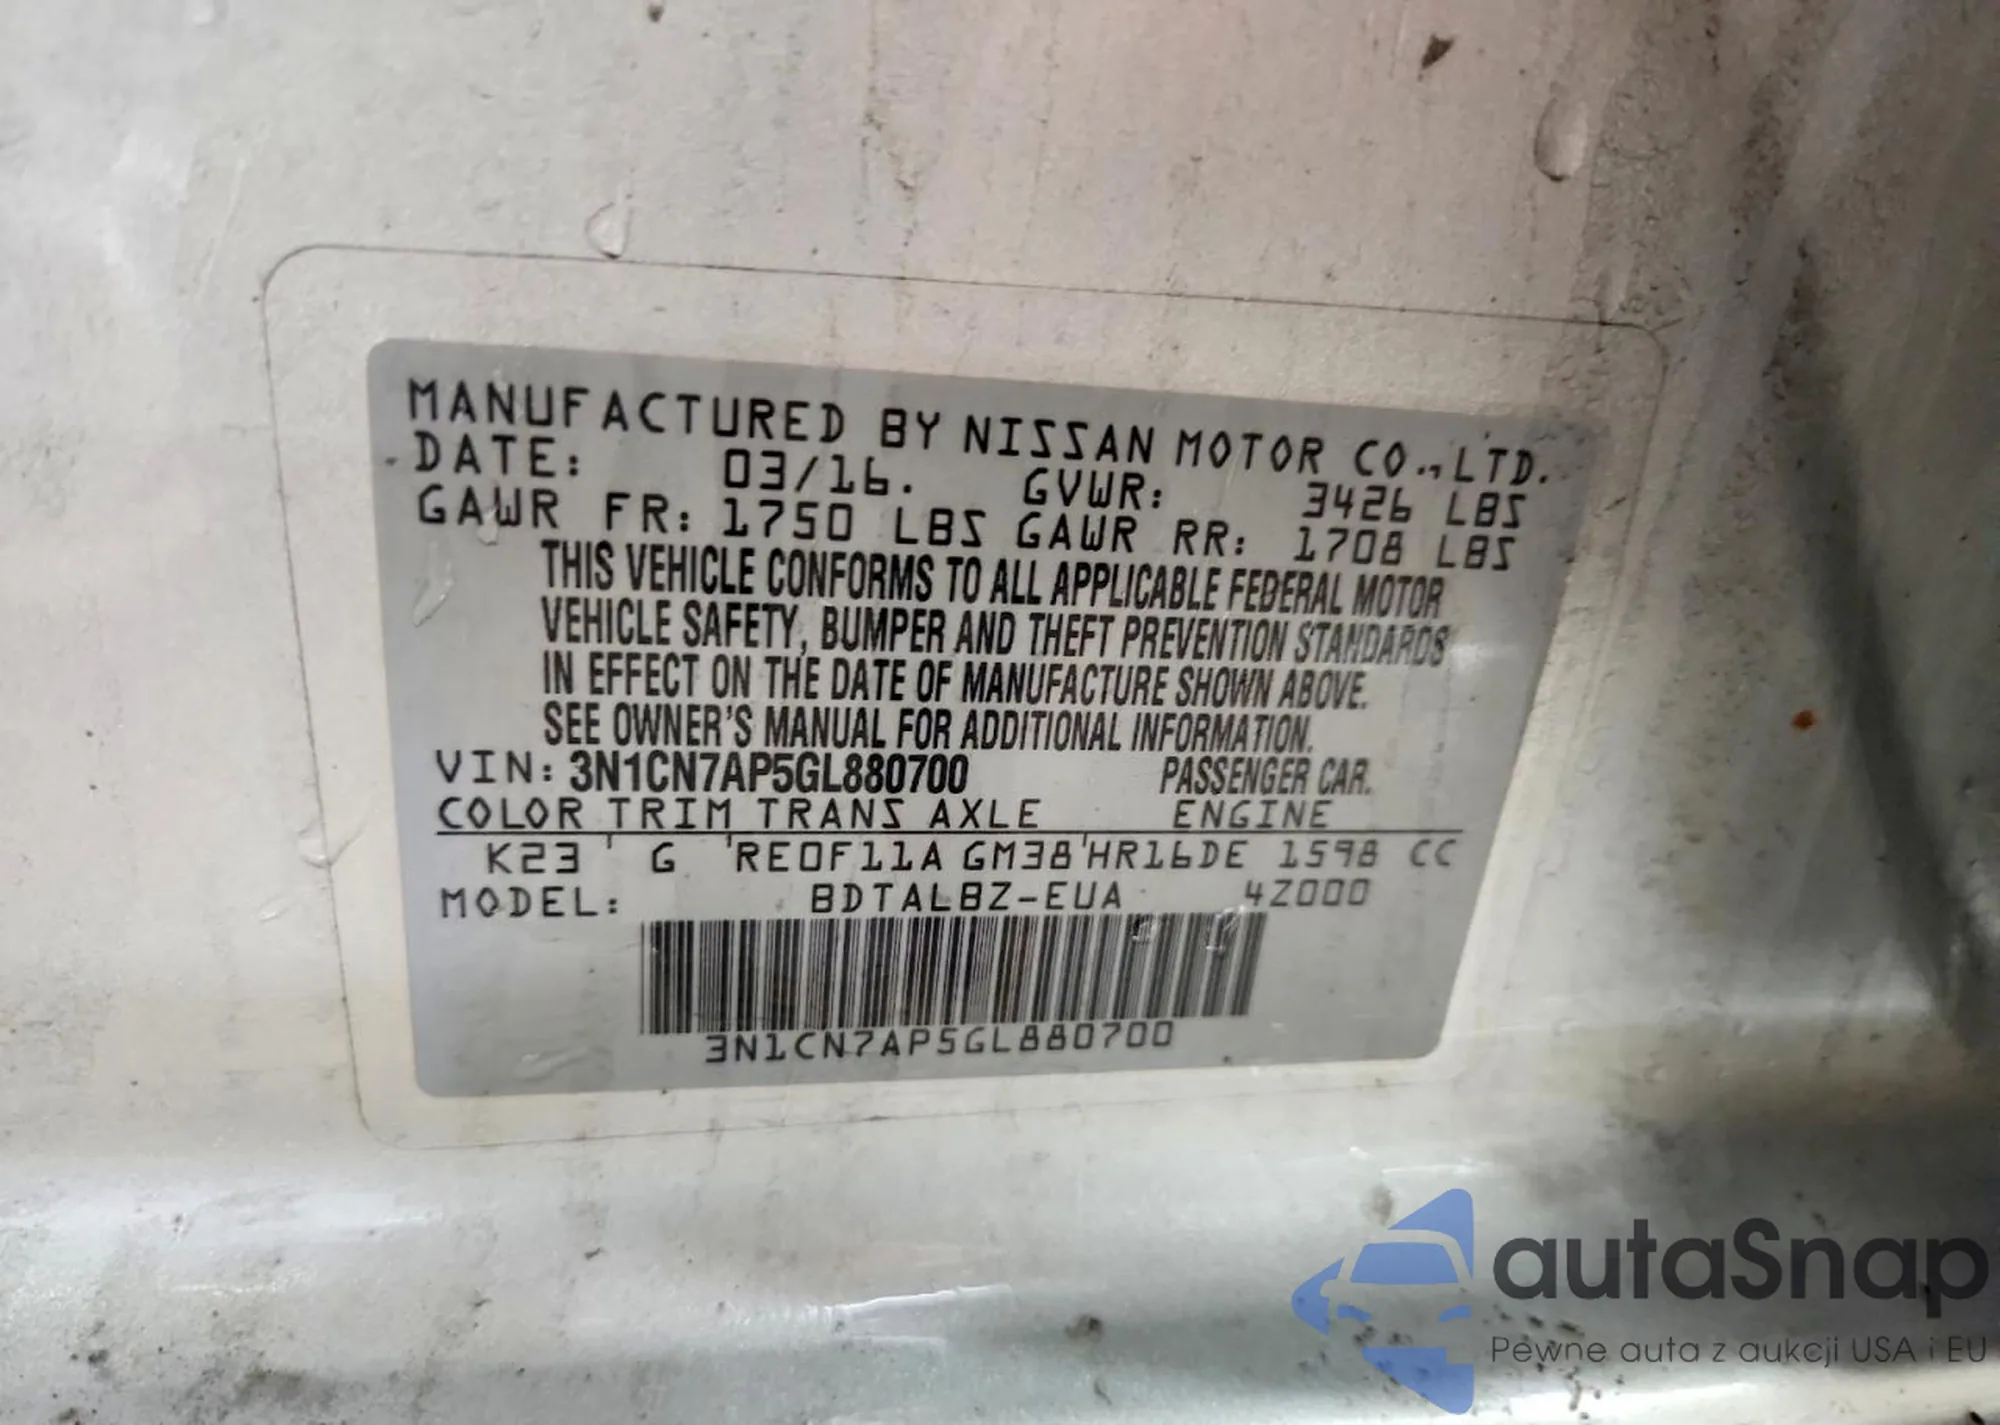 MANUFACTURED BY NISSAN MOTOR CO., LTD.
DATE: 03/16. GVWR: 3426 LBS
GAWR FR: 1750 LBS GAWR RR: 1708 LBS
THIS VEHICLE CONFORMS TO ALL APPLICABLE FEDERAL MOTOR
VEHICLE SAFETY, BUMPER AND THEFT PREVENTION STANDARDS
IN EFFECT ON THE DATE OF MANUFACTURE SHOWN ABOVE.
SEE OWNER'S MANUAL FOR ADDITIONAL INFORMATION.
VIN: 3N1CN7AP5GL880700 PASSENGER CAR.
COLOR TRIM TRANS AXLE ENGINE
K23 G RE0F11A GM38 HR16DE 1598 CC
MODEL: BDTALBZ-EUA 4Z000
3N1CN7AP5GL880700
autaSnap
Pewne auta z aukcji USA i EU